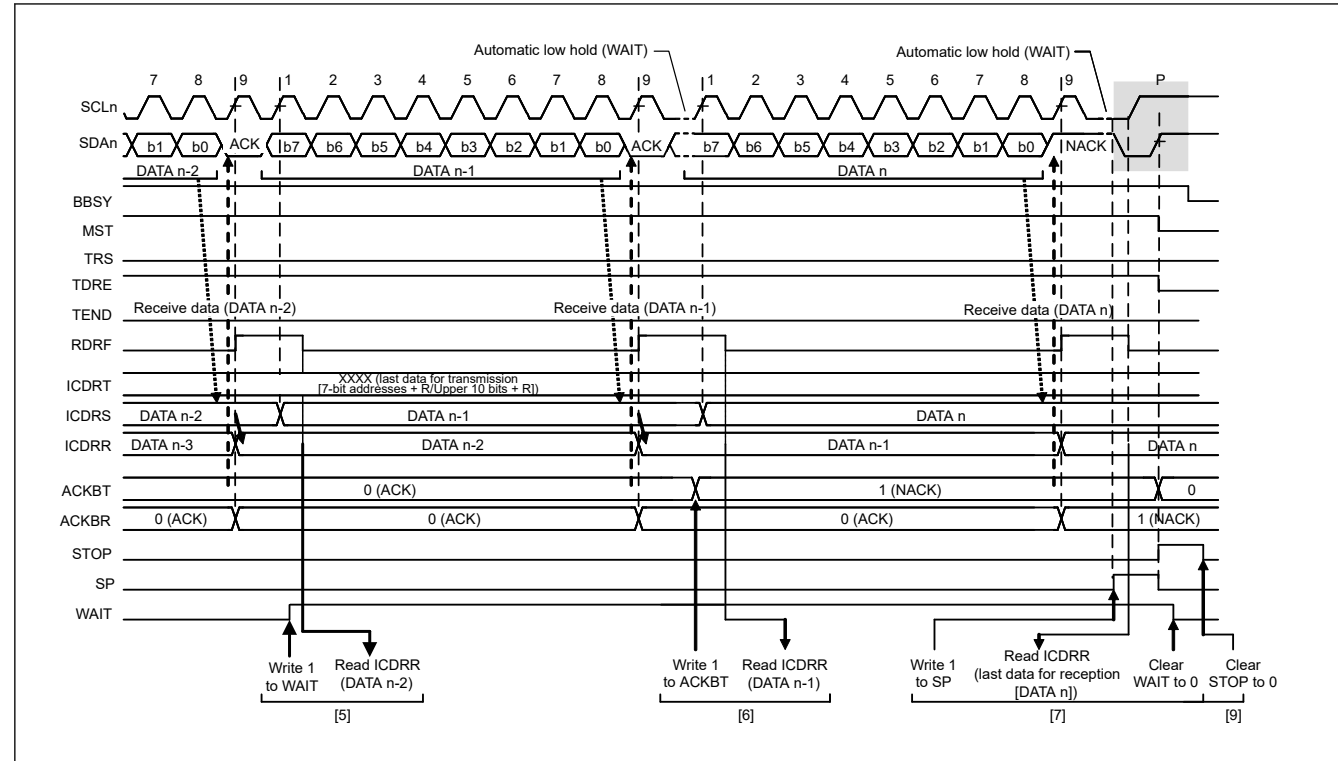 Automatic low hold (WAIT)
Automatic low hold (WAIT)
7 8 9 1 2 3 4 5 6 7 8 9 1 2 3 4 5 6 7 8 9 P
SCLn
SDAn b1 b0 ACK b7 b6 b5 b4 b3 b2 b1 b0 ACK b7 b6 b5 b4 b3 b2 b1 b0 NACK
DATA n-2 DATA n-1 DATA n
BBSY
MST
TRS
TDRE
Receive data (DATA n-2) Receive data (DATA n-1) Receive data (DATA n)
TEND
RDRF
XXXX (last data for transmission
ICDRT
[7-bit addresses + R/Upper 10 bits + R])
ICDRS DATA n-2 DATA n-1 DATA n
ICDRR DATA n-3 DATA n-2 DATA n-1 DATA n
ACKBT 0 (ACK) 1 (NACK) 0
ACKBR 0 (ACK) 0 (ACK) 0 (ACK) 1 (NACK)
STOP
SP
WAIT
Write 1
to WAIT
Read ICDRR
(DATA n-2)
Write 1
to ACKBT
Read ICDRR
(DATA n-1)
Write 1
to SP
Read ICDRR
(last data for reception
[DATA n])
Clear
WAIT to 0
Clear
STOP to 0
[5] [6] [7] [9]